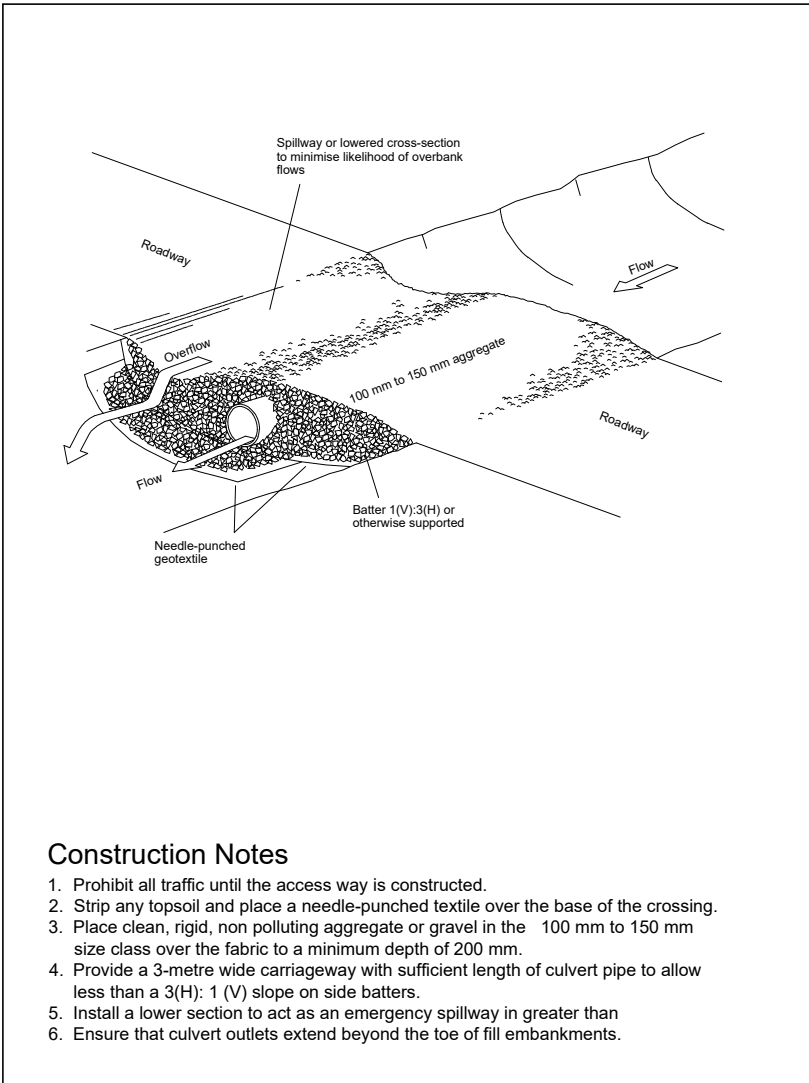 Spillway or lowered cross-section
to minimise likelihood of overbank
flows
Roadway
Flow
Overflow
100 mm to 150 mm aggregate
Roadway
Flow
Batter 1(V):3(H) or
otherwise supported
Needle-punched
geotextile
Construction Notes
1. Prohibit all traffic until the access way is constructed.
2. Strip any topsoil and place a needle-punched textile over the base of the crossing.
3. Place clean, rigid, non polluting aggregate or gravel in the 100 mm to 150 mm
size class over the fabric to a minimum depth of 200 mm.
4. Provide a 3-metre wide carriageway with sufficient length of culvert pipe to allow
less than a 3(H): 1 (V) slope on side batters.
5. Install a lower section to act as an emergency spillway in greater than
6. Ensure that culvert outlets extend beyond the toe of fill embankments.